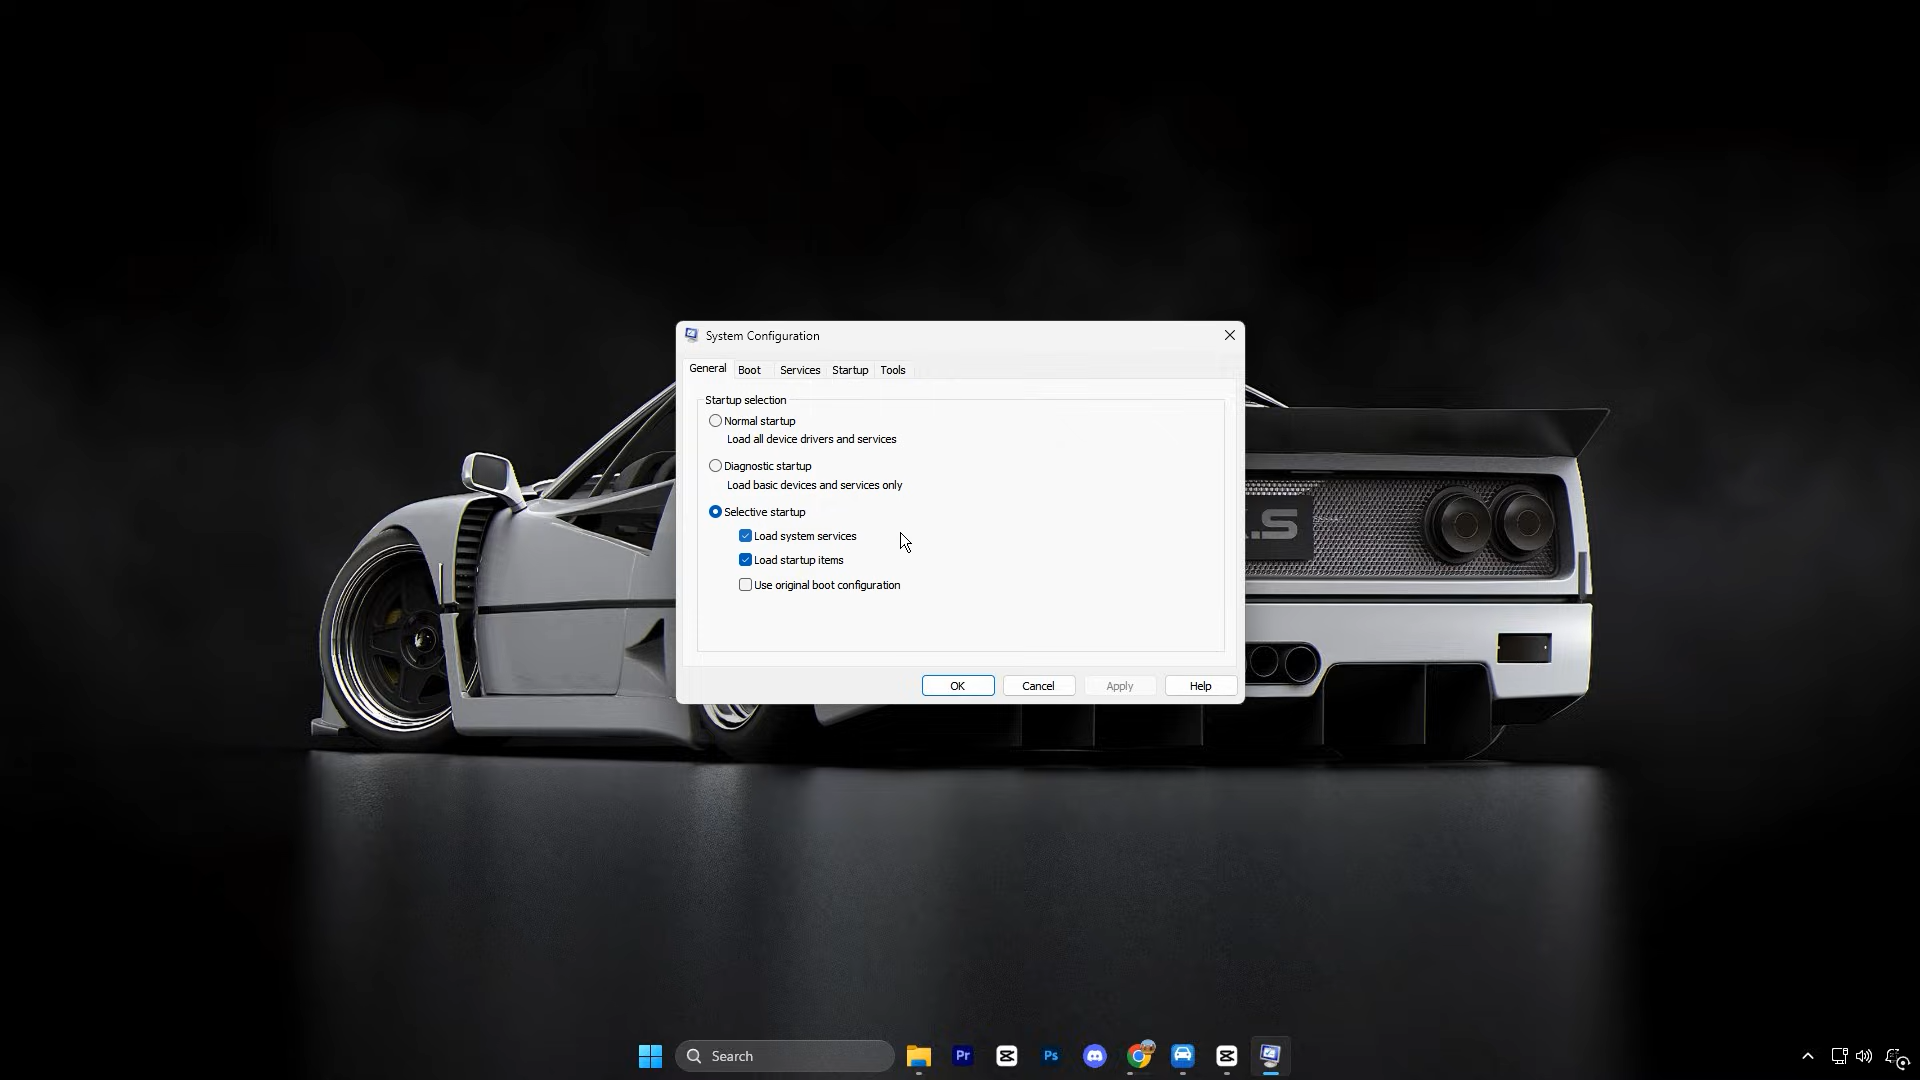 System Configuration
General Boot Services Startup Tools
Startup selection
Normal startup
Load all device drivers and services
Diagnostic startup
Load basic devices and services only
Selective startup
Load system services
Load startup items
Use original boot configuration
.S
OK Cancel Apply Help
Search
Pr
Ps